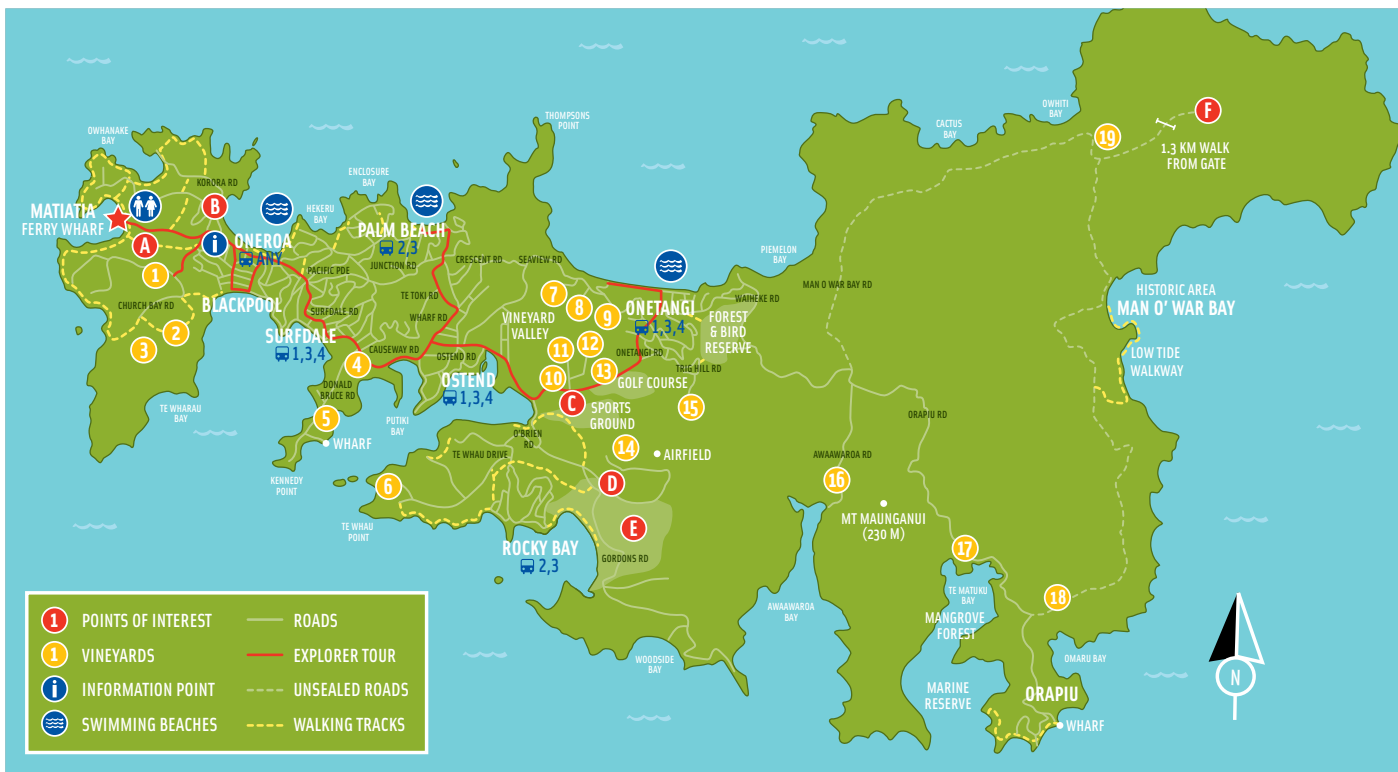 THOMPSONS
POINT
OWHANAKE
BAY
CACTUS
BAY
OWHITI
BAY
F
19
1.3 KM WALK
FROM GATE
KORORA RD
ENCLOSURE
BAY
MATIATIA
FERRY WHARF
B
HEKERU
BAY
PALM BEACH
2,3
A
i
ONEROA
ANY
1
PACIFIC PDE
JUNCTION RD
CRESCENT RD
SEAVIEW RD
PIEMELON
BAY
CHURCH BAY RD
BLACKPOOL
SURFDALE RD
TE TOKI RD
WHARF RD
7
8
9
VINEYARD
VALLEY
ONETANGI
1,3,4
WAIHEKE RD
MAN O WAR BAY RD
FOREST
& BIRD
RESERVE
HISTORIC AREA
MAN O' WAR BAY
2
3
SURFDALE
1,3,4
4
CAUSEWAY RD
OSTEND RD
11
12
ONETANGI RD
LOW TIDE
WALKWAY
DONALD
BRUCE RD
OSTEND
1,3,4
10
13
GOLF COURSE
TRIG HILL RD
TE WHARAU
BAY
5
WHARF
PUTIKI
BAY
C
SPORTS
GROUND
15
ORAPIU RD
O'BRIEN
RD
TE WHAU DRIVE
14
AIRFIELD
AWAAWAROA RD
KENNEDY
POINT
6
D
16
TE WHAU
POINT
E
MT MAUNGANUI
(230 M)
ROCKY BAY
2,3
GORDONS RD
17
TE MATUKU
BAY
MANGROVE
FOREST
18
AWAAWAROA
BAY
WOODSIDE
BAY
OMARU BAY
MARINE
RESERVE
ORAPIU
WHARF
N
1
POINTS OF INTEREST
ROADS
1
VINEYARDS
EXPLORER TOUR
i
INFORMATION POINT
UNSEALED ROADS
SWIMMING BEACHES
WALKING TRACKS